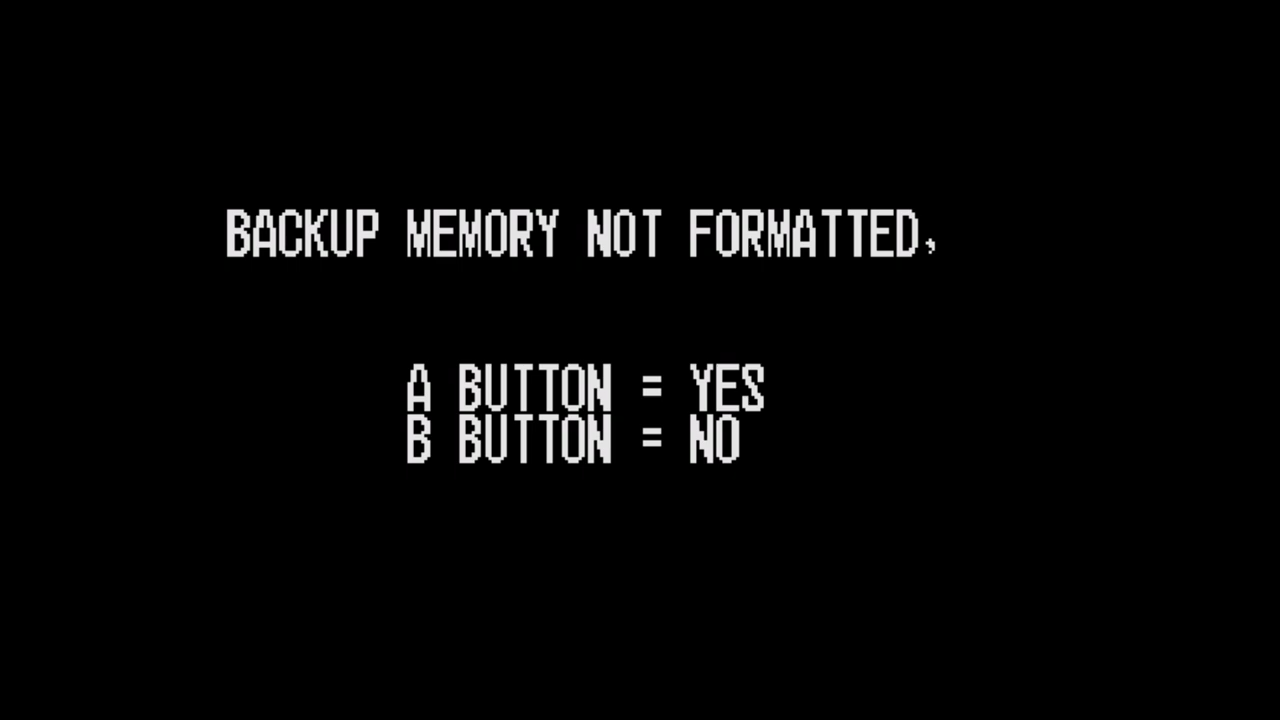 BACKUP MEMORY NOT FORMATTED,
A BUTTON = YES
B BUTTON = NO